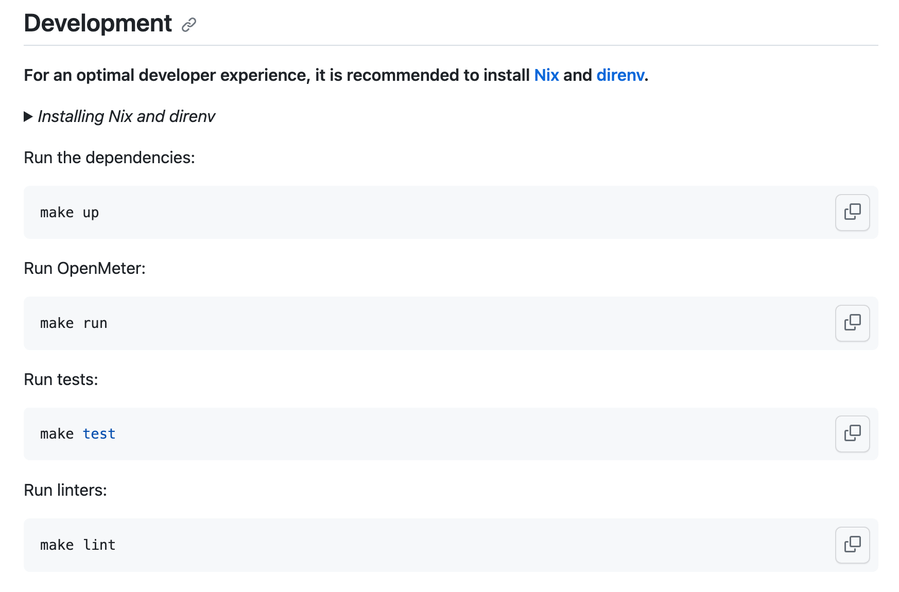 Development
For an optimal developer experience, it is recommended to install Nix and direnv.
Installing Nix and direnv
Run the dependencies:
make up
Run OpenMeter:
make run
Run tests:
make test
Run linters:
make lint